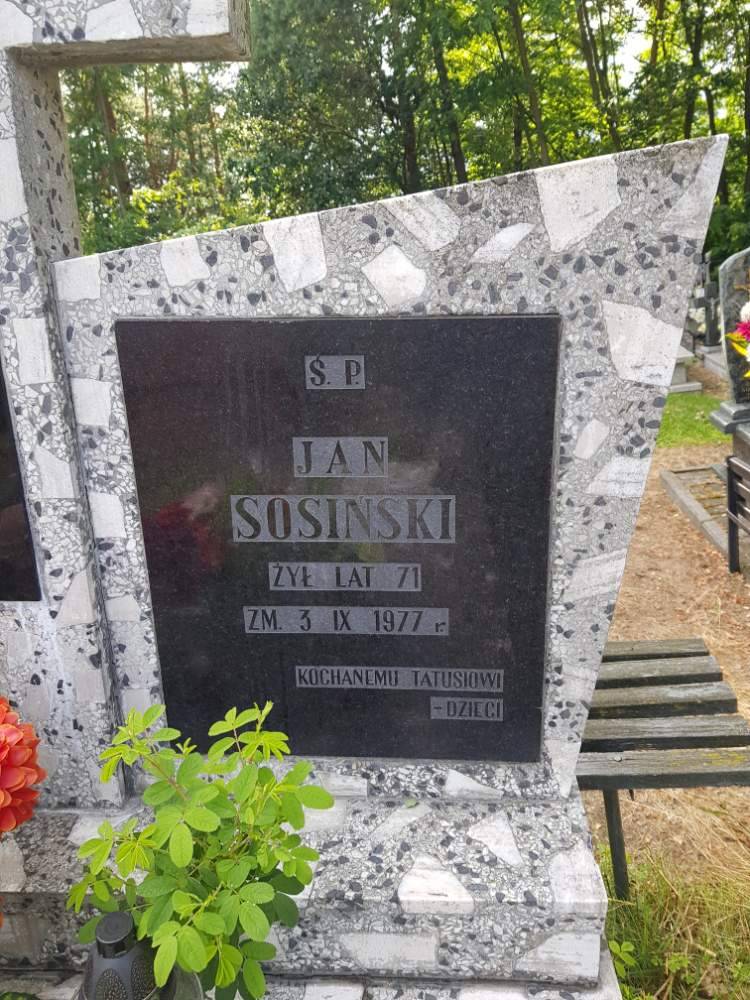 Ś. P.
JAN
SOSIŃSKI
ŻYŁ LAT 71
ZM. 3 IX 1977 r.
KOCHANEMU TATUSIOWI
-DZIECI